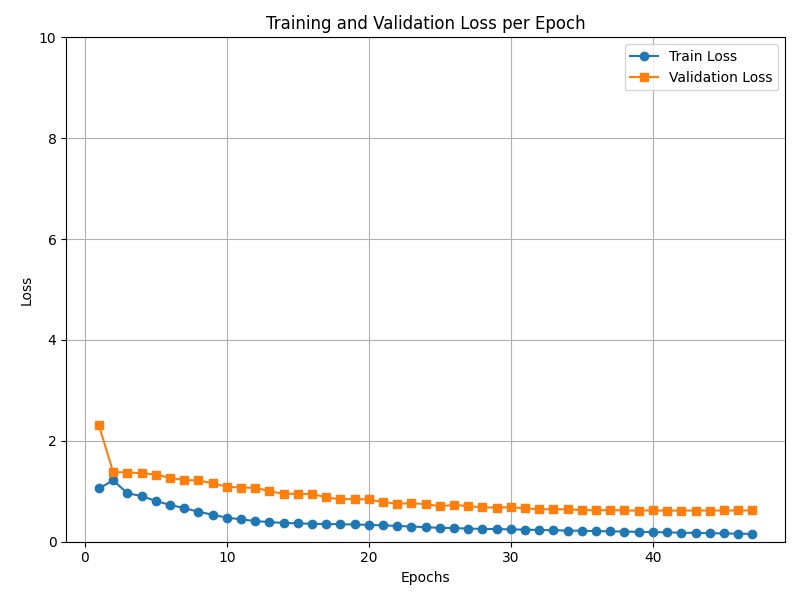 Training and Validation Loss per Epoch
Train Loss
Validation Loss
Loss
10
8
6
4
2
0
0 10 20 30 40
Epochs